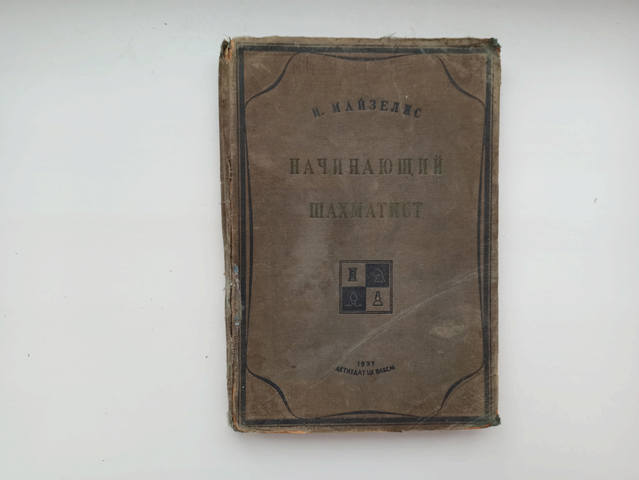 И. МАЙЗЕЛИС
НАЧИНАЮЩИЙ
ШАХМАТИСТ
1937
ДЕТИЗДАТ ЦК ВЛКСМ